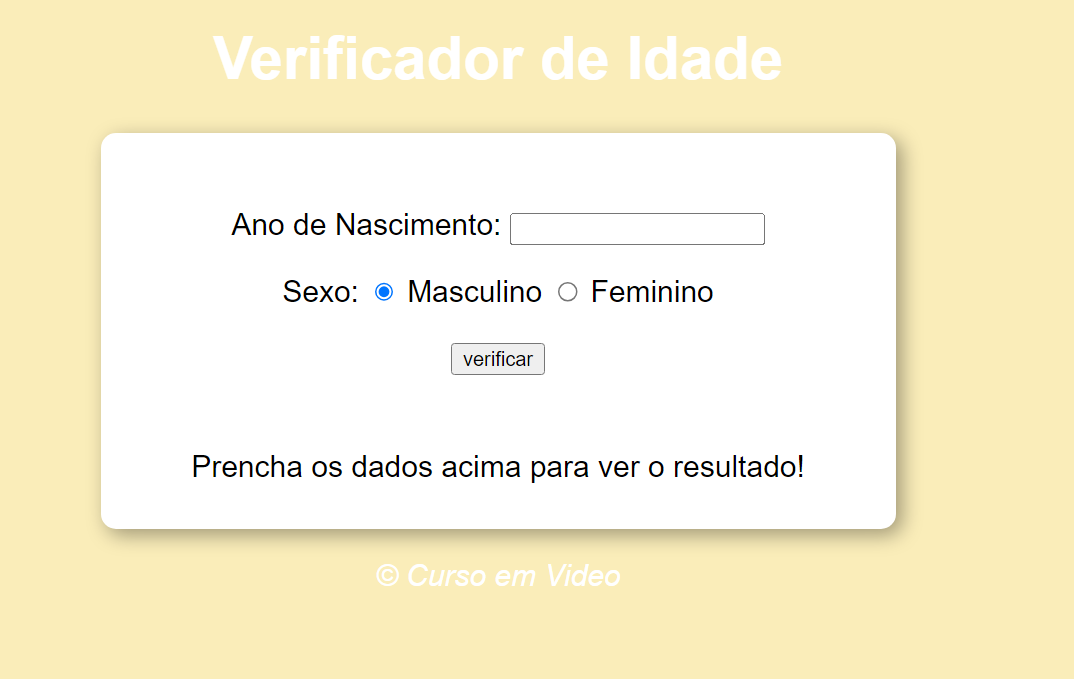 Verificador de Idade
Ano de Nascimento:
Sexo: Masculino Feminino
verificar
Prencha os dados acima para ver o resultado!
© Curso em Video